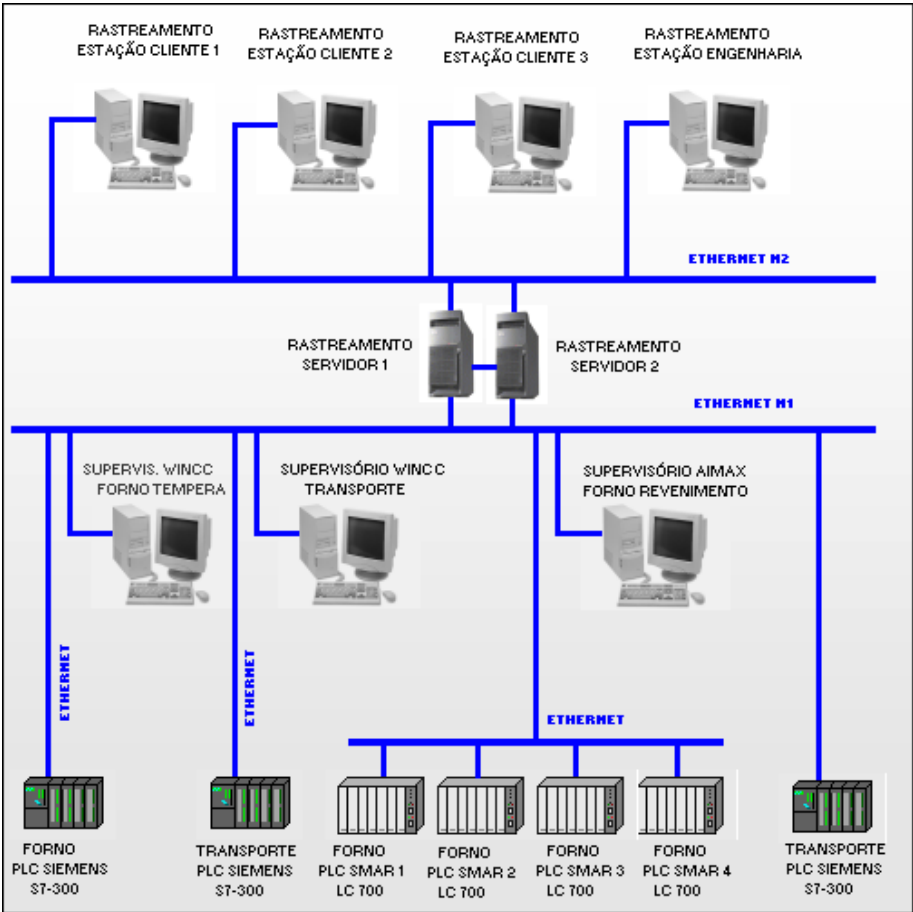 RASTREAMENTO
ESTAÇÃO CLIENTE 1
RASTREAMENTO
ESTAÇÃO CLIENTE 2
RASTREAMENTO
ESTAÇÃO CLIENTE 3
RASTREAMENTO
ESTAÇÃO ENGENHARIA
ETHERNET M2
RASTREAMENTO
SERVIDOR 1
RASTREAMENTO
SERVIDOR 2
ETHERNET M1
SUPERVIS. WINCC
FORNO TEMPERA
SUPERVISÓRIO WINCC
TRANSPORTE
SUPERVISÓRIO AIMAX
FORNO REVENIMENTO
ETHERNET
ETHERNET
ETHERNET
FORNO
PLC SIEMENS
S7-300
TRANSPORTE
PLC SIEMENS
S7-300
FORNO
PLC SMAR 1
LC 700
FORNO
PLC SMAR 2
LC 700
FORNO
PLC SMAR 3
LC 700
FORNO
PLC SMAR 4
LC 700
TRANSPORTE
PLC SIEMENS
S7-300